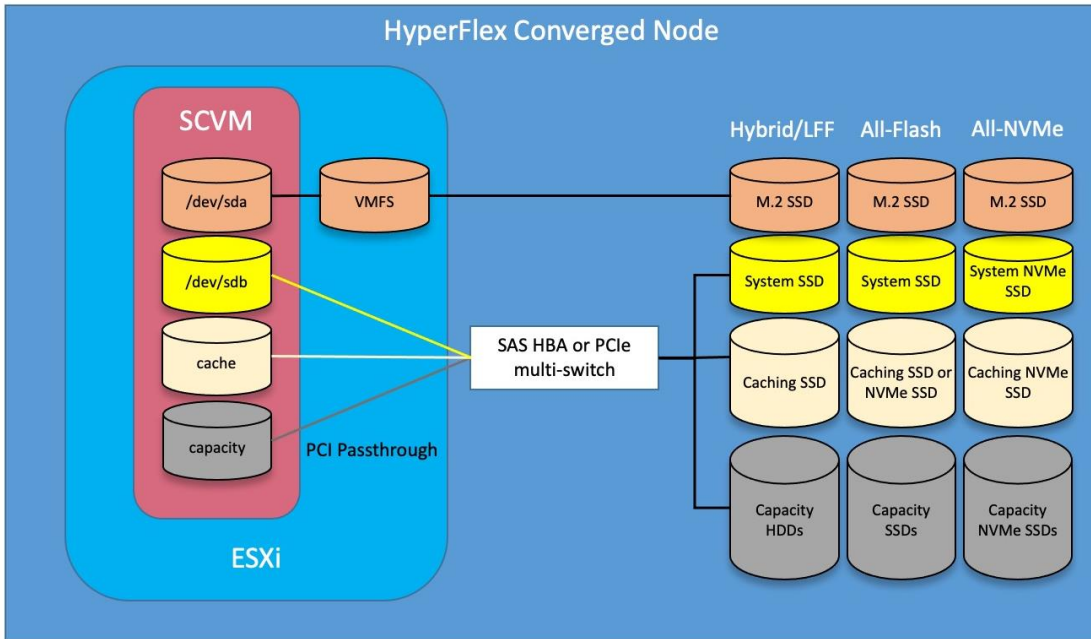 HyperFlex Converged Node
SCVM
Hybrid/LFF
All-Flash
All-NVMe
/dev/sda
VMFS
M.2 SSD
M.2 SSD
M.2 SSD
/dev/sdb
System SSD
System SSD
System NVMe
SSD
SAS HBA or PCIe
multi-switch
cache
Caching SSD
Caching SSD or
NVMe SSD
Caching NVMe
SSD
capacity
PCI Passthrough
Capacity
HDDs
Capacity
SSDs
Capacity
NVMe SSDs
ESXi